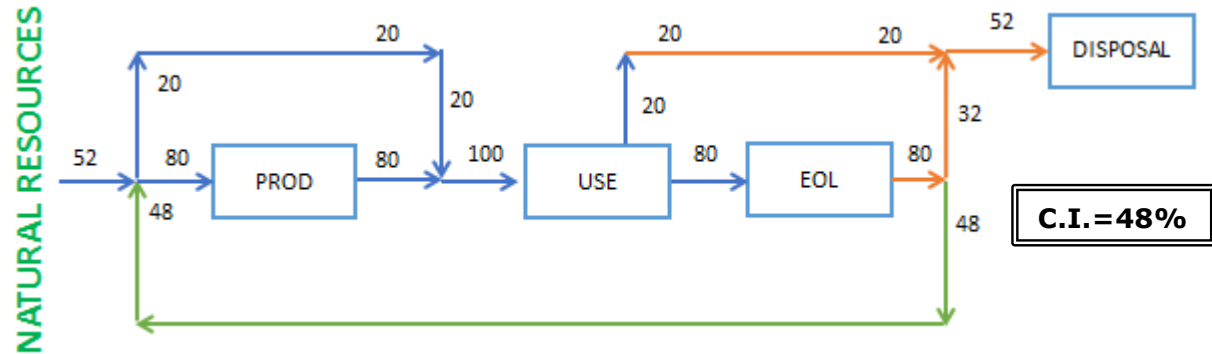 NATURAL RESOURCES
20
20
20
52
DISPOSAL
20
20
20
32
52
80
80
100
80
80
PROD
USE
EOL
48
48
C.I.=48%